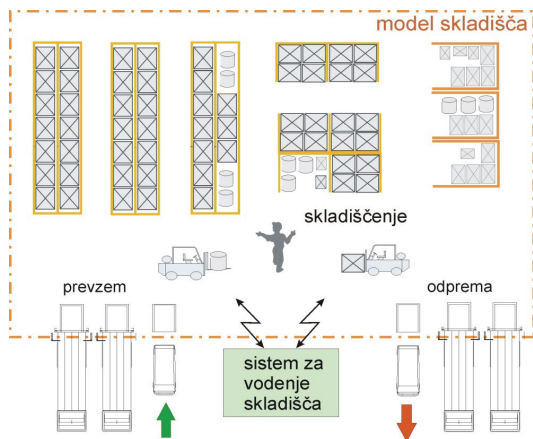 model skladišča
skladiščenje
prevzem
odprema
sistem za
vodenje
skladišča